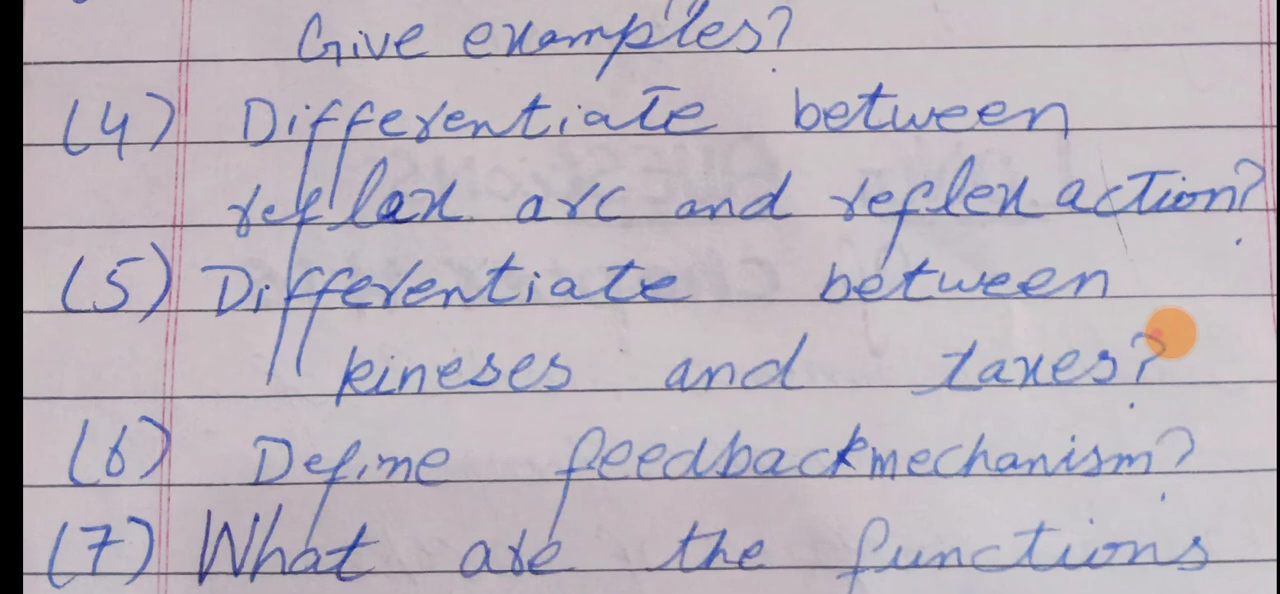 Give examples?
(4) Differentiate between
reflax arc and reflex action?
(5) Differentiate between
kineses and taxes?
(6) Define feedbackmechanism?
(7) What are the functions